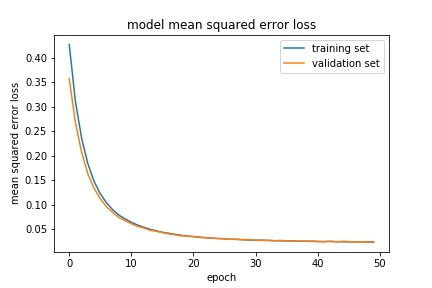 model mean squared error loss
training set
validation set
mean squared error loss
0.40
0.35
0.30
0.25
0.20
0.15
0.10
0.05
0 10 20 30 40 50
epoch